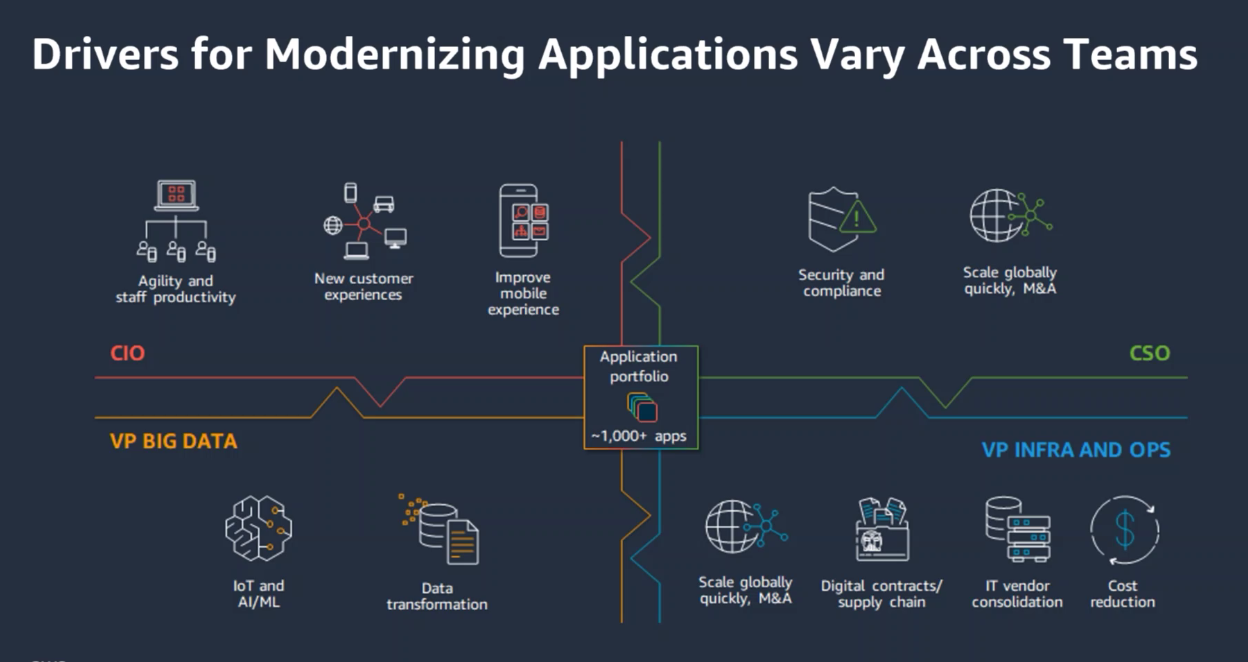 Drivers for Modernizing Applications Vary Across Teams
Agility and
staff productivity
New customer
experiences
Improve
mobile
experience
Security and
compliance
Scale globally
quickly, M&A
CIO
CSO
Application
portfolio
~1,000+ apps
VP BIG DATA
VP INFRA AND OPS
IoT and
AI/ML
Data
transformation
Scale globally
quickly, M&A
Digital contracts/
supply chain
IT vendor
consolidation
Cost
reduction